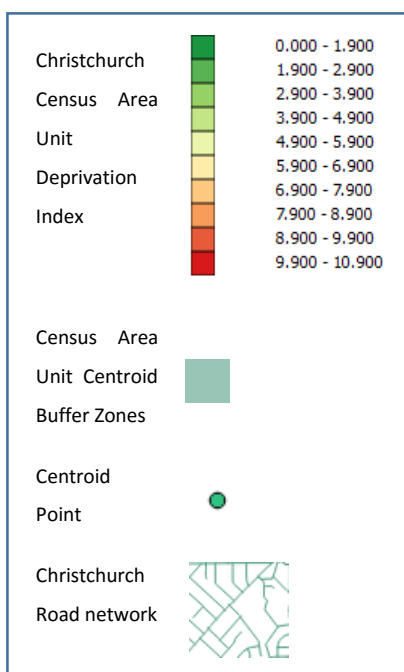 Christchurch
Census Area
Unit
Deprivation
Index
0.000 - 1.900
1.900 - 2.900
2.900 - 3.900
3.900 - 4.900
4.900 - 5.900
5.900 - 6.900
6.900 - 7.900
7.900 - 8.900
8.900 - 9.900
9.900 - 10.900
Census Area
Unit Centroid
Buffer Zones
Centroid
Point
Christchurch
Road network